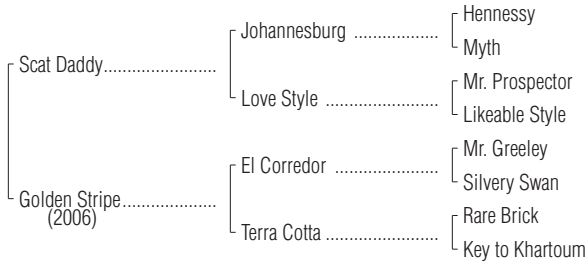 Hennessy
Johannesburg ..................
Myth
Scat Daddy........................
Mr. Prospector
Love Style ........................
Likeable Style
Mr. Greeley
El Corredor ......................
Silvery Swan
Golden Stripe....................
(2006)
Rare Brick
Terra Cotta ........................
Key to Khartoum